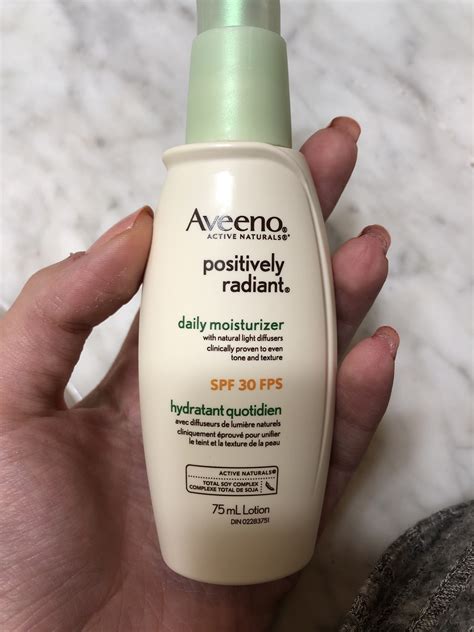 Aveeno®
ACTIVE NATURALS®
positively
radiant®
daily moisturizer
with natural light diffusers
clinically proven to even
tone and texture
SPF 30 FPS
hydratant quotidien
avec diffuseurs de lumière naturels
cliniquement éprouvé pour unifier
le teint et la texture de la peau
ACTIVE NATURALS®
TOTAL SOY COMPLEX
COMPLEXE TOTAL DE SOJA
75 mL Lotion
DIN 02283751